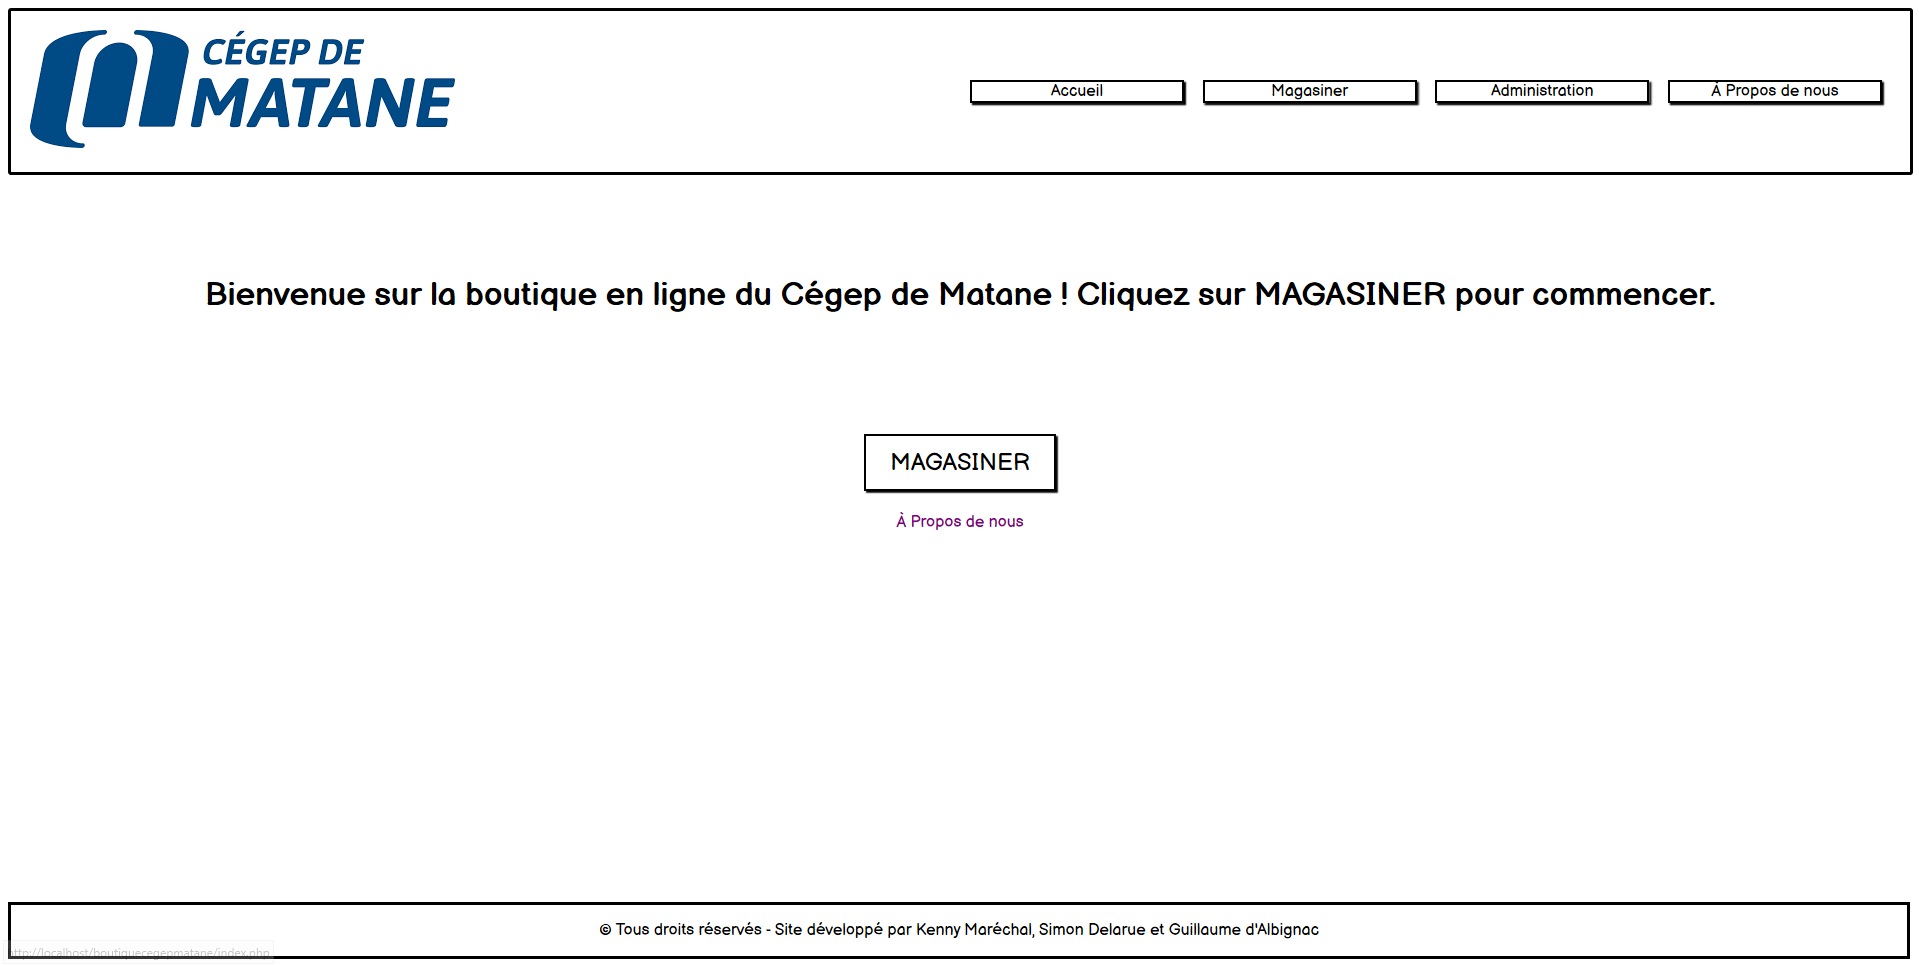 CÉGEP DE
MATANE
Accueil
Magasiner
Administration
À Propos de nous
Bienvenue sur la boutique en ligne du Cégep de Matane ! Cliquez sur MAGASINER pour commencer.
MAGASINER
À Propos de nous
© Tous droits réservés - Site développé par Kenny Maréchal, Simon Delarue et Guillaume d'Albignac
http://localhost/boutiquecegepmatane/index.php